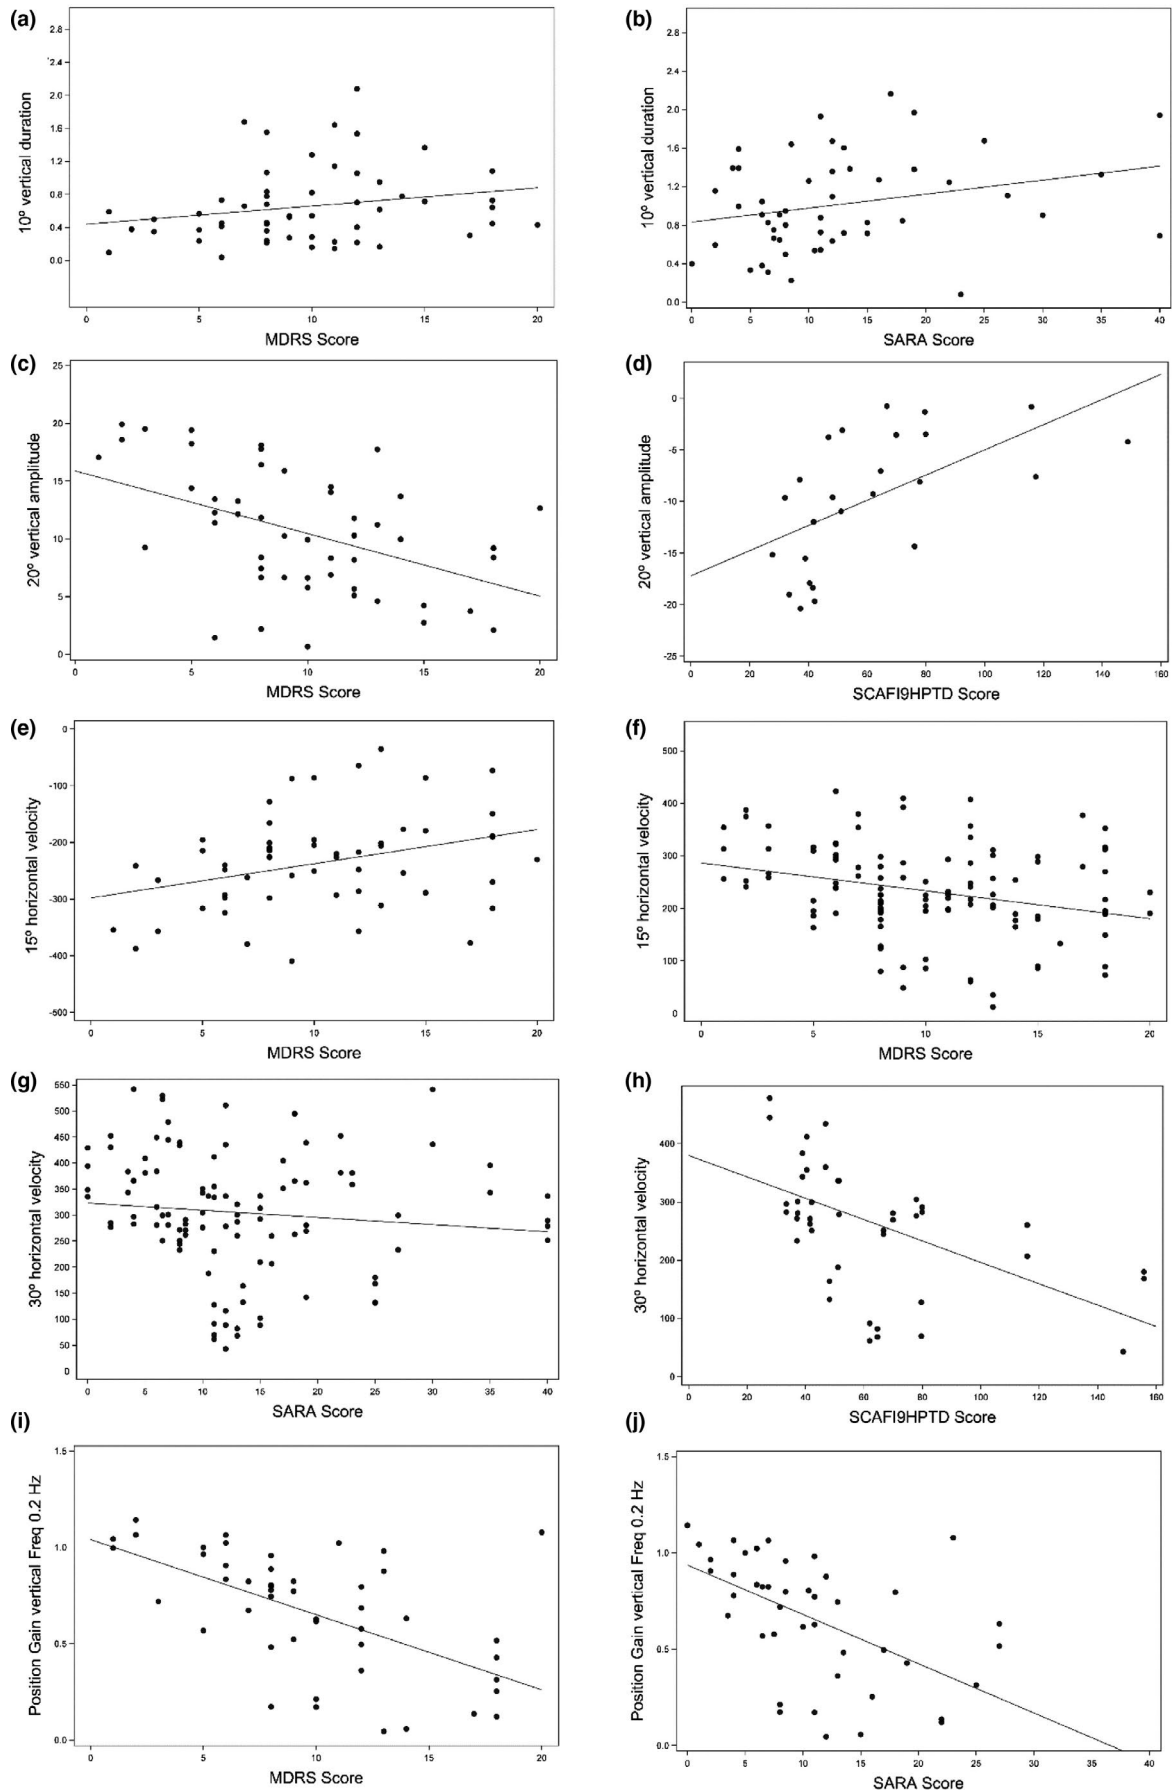 (a)
10º vertical duration
2.8
2.4
2.0
1.6
1.2
0.8
0.4
0.0
0 5 10 15 20
MDRS Score
(b)
10º vertical duration
2.8
2.4
2.0
1.6
1.2
0.8
0.4
0.0
0 5 10 15 20 25 30 35 40
SARA Score
(c)
20º vertical amplitude
25
20
15
10
5
0
0 5 10 15 20
MDRS Score
(d)
20º vertical amplitude
0
-5
-10
-15
-20
-25
0 20 40 60 80 100 120 140 160
SCAFI9HPTD Score
(e)
15º horizontal velocity
0
-100
-200
-300
-400
-500
0 5 10 15 20
MDRS Score
(f)
15º horizontal velocity
500
400
300
200
100
0
0 5 10 15 20
MDRS Score
(g)
30º horizontal velocity
550
500
450
400
350
300
250
200
150
100
50
0
0 5 10 15 20 25 30 35 40
SARA Score
(h)
30º horizontal velocity
400
300
200
100
0
0 20 40 60 80 100 120 140 160
SCAFI9HPTD Score
(i)
Position Gain vertical Freq 0.2 Hz
1.5
1.0
0.5
0.0
0 5 10 15 20
MDRS Score
(j)
Position Gain vertical Freq 0.2 Hz
1.5
1.0
0.5
0.0
0 5 10 15 20 25 30 35 40
SARA Score